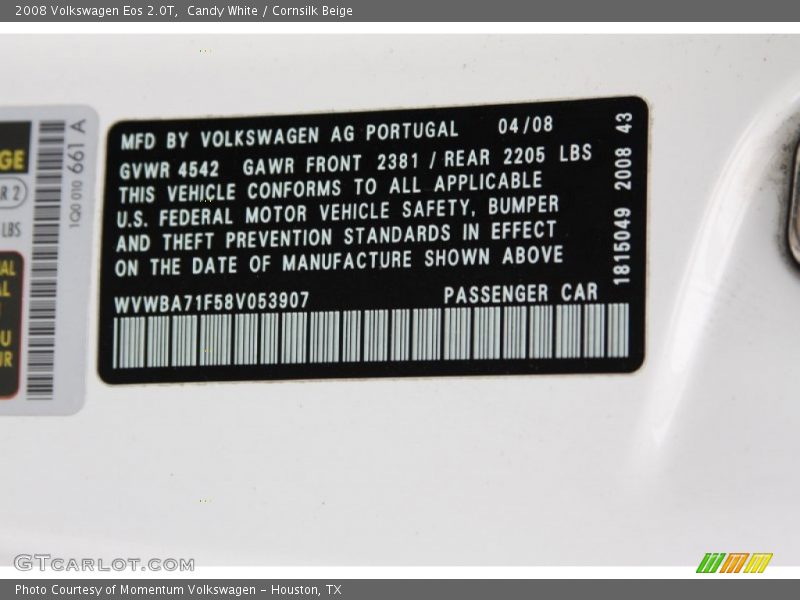 2008 Volkswagen Eos 2.0T, Candy White / Cornsilk Beige
MFD BY VOLKSWAGEN AG PORTUGAL 04/08
GVWR 4542 GAWR FRONT 2381 / REAR 2205 LBS
THIS VEHICLE CONFORMS TO ALL APPLICABLE
U.S. FEDERAL MOTOR VEHICLE SAFETY, BUMPER
AND THEFT PREVENTION STANDARDS IN EFFECT
ON THE DATE OF MANUFACTURE SHOWN ABOVE
WVWBA71F58V053907 PASSENGER CAR
1815049 2008 43
1Q0 010 661 A
LBS
GTCARLOT.COM
Photo Courtesy of Momentum Volkswagen - Houston, TX